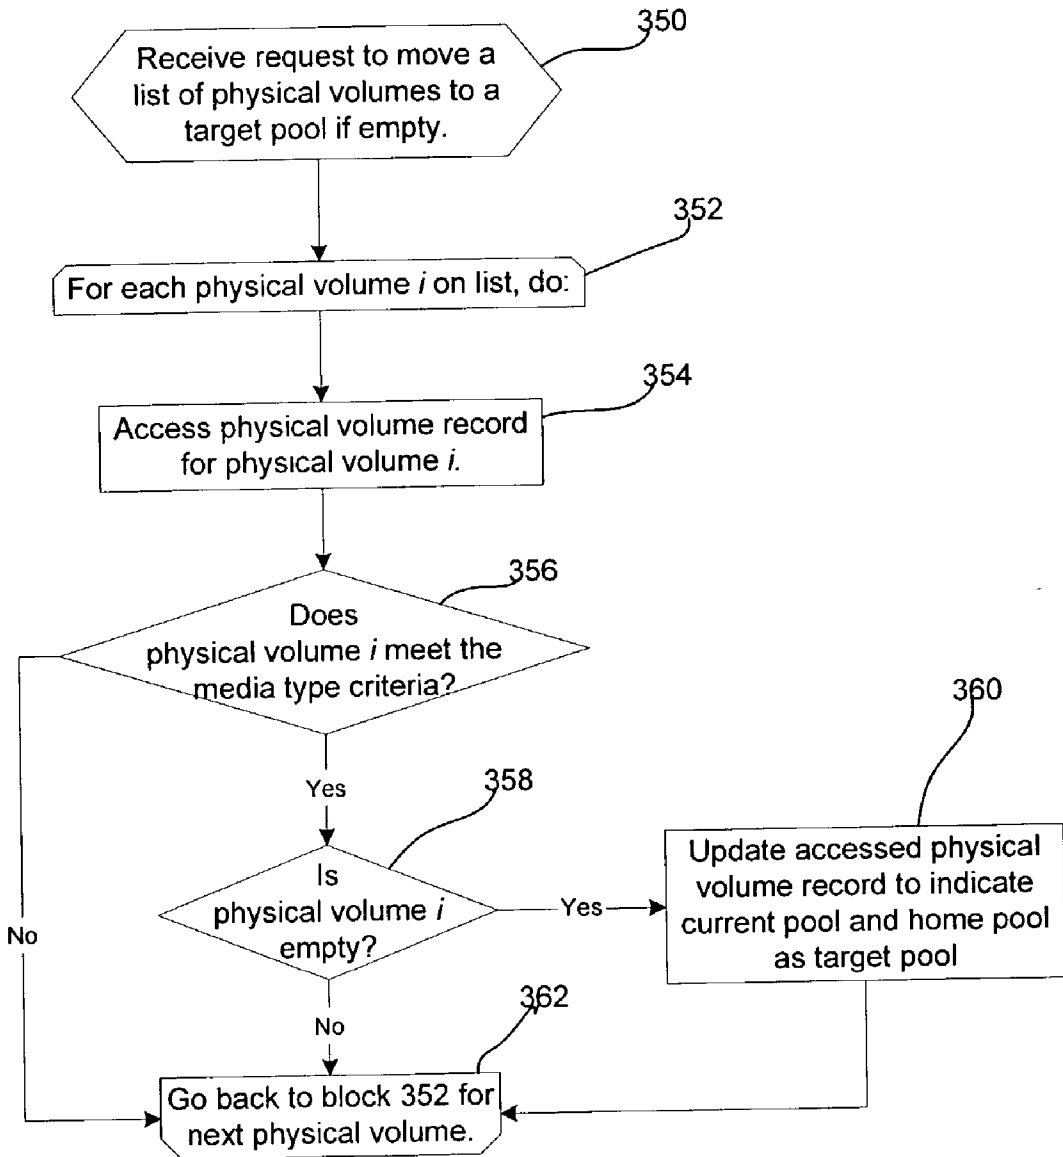 350
Receive request to move a
list of physical volumes to a
target pool if empty.
352
For each physical volume i on list, do:
354
Access physical volume record
for physical volume i.
356
Does
physical volume i meet the
media type criteria?
360
Yes
358
Is
physical volume i
empty?
Yes
Update accessed physical
volume record to indicate
current pool and home pool
as target pool
No
No
362
Go back to block 352 for
next physical volume.